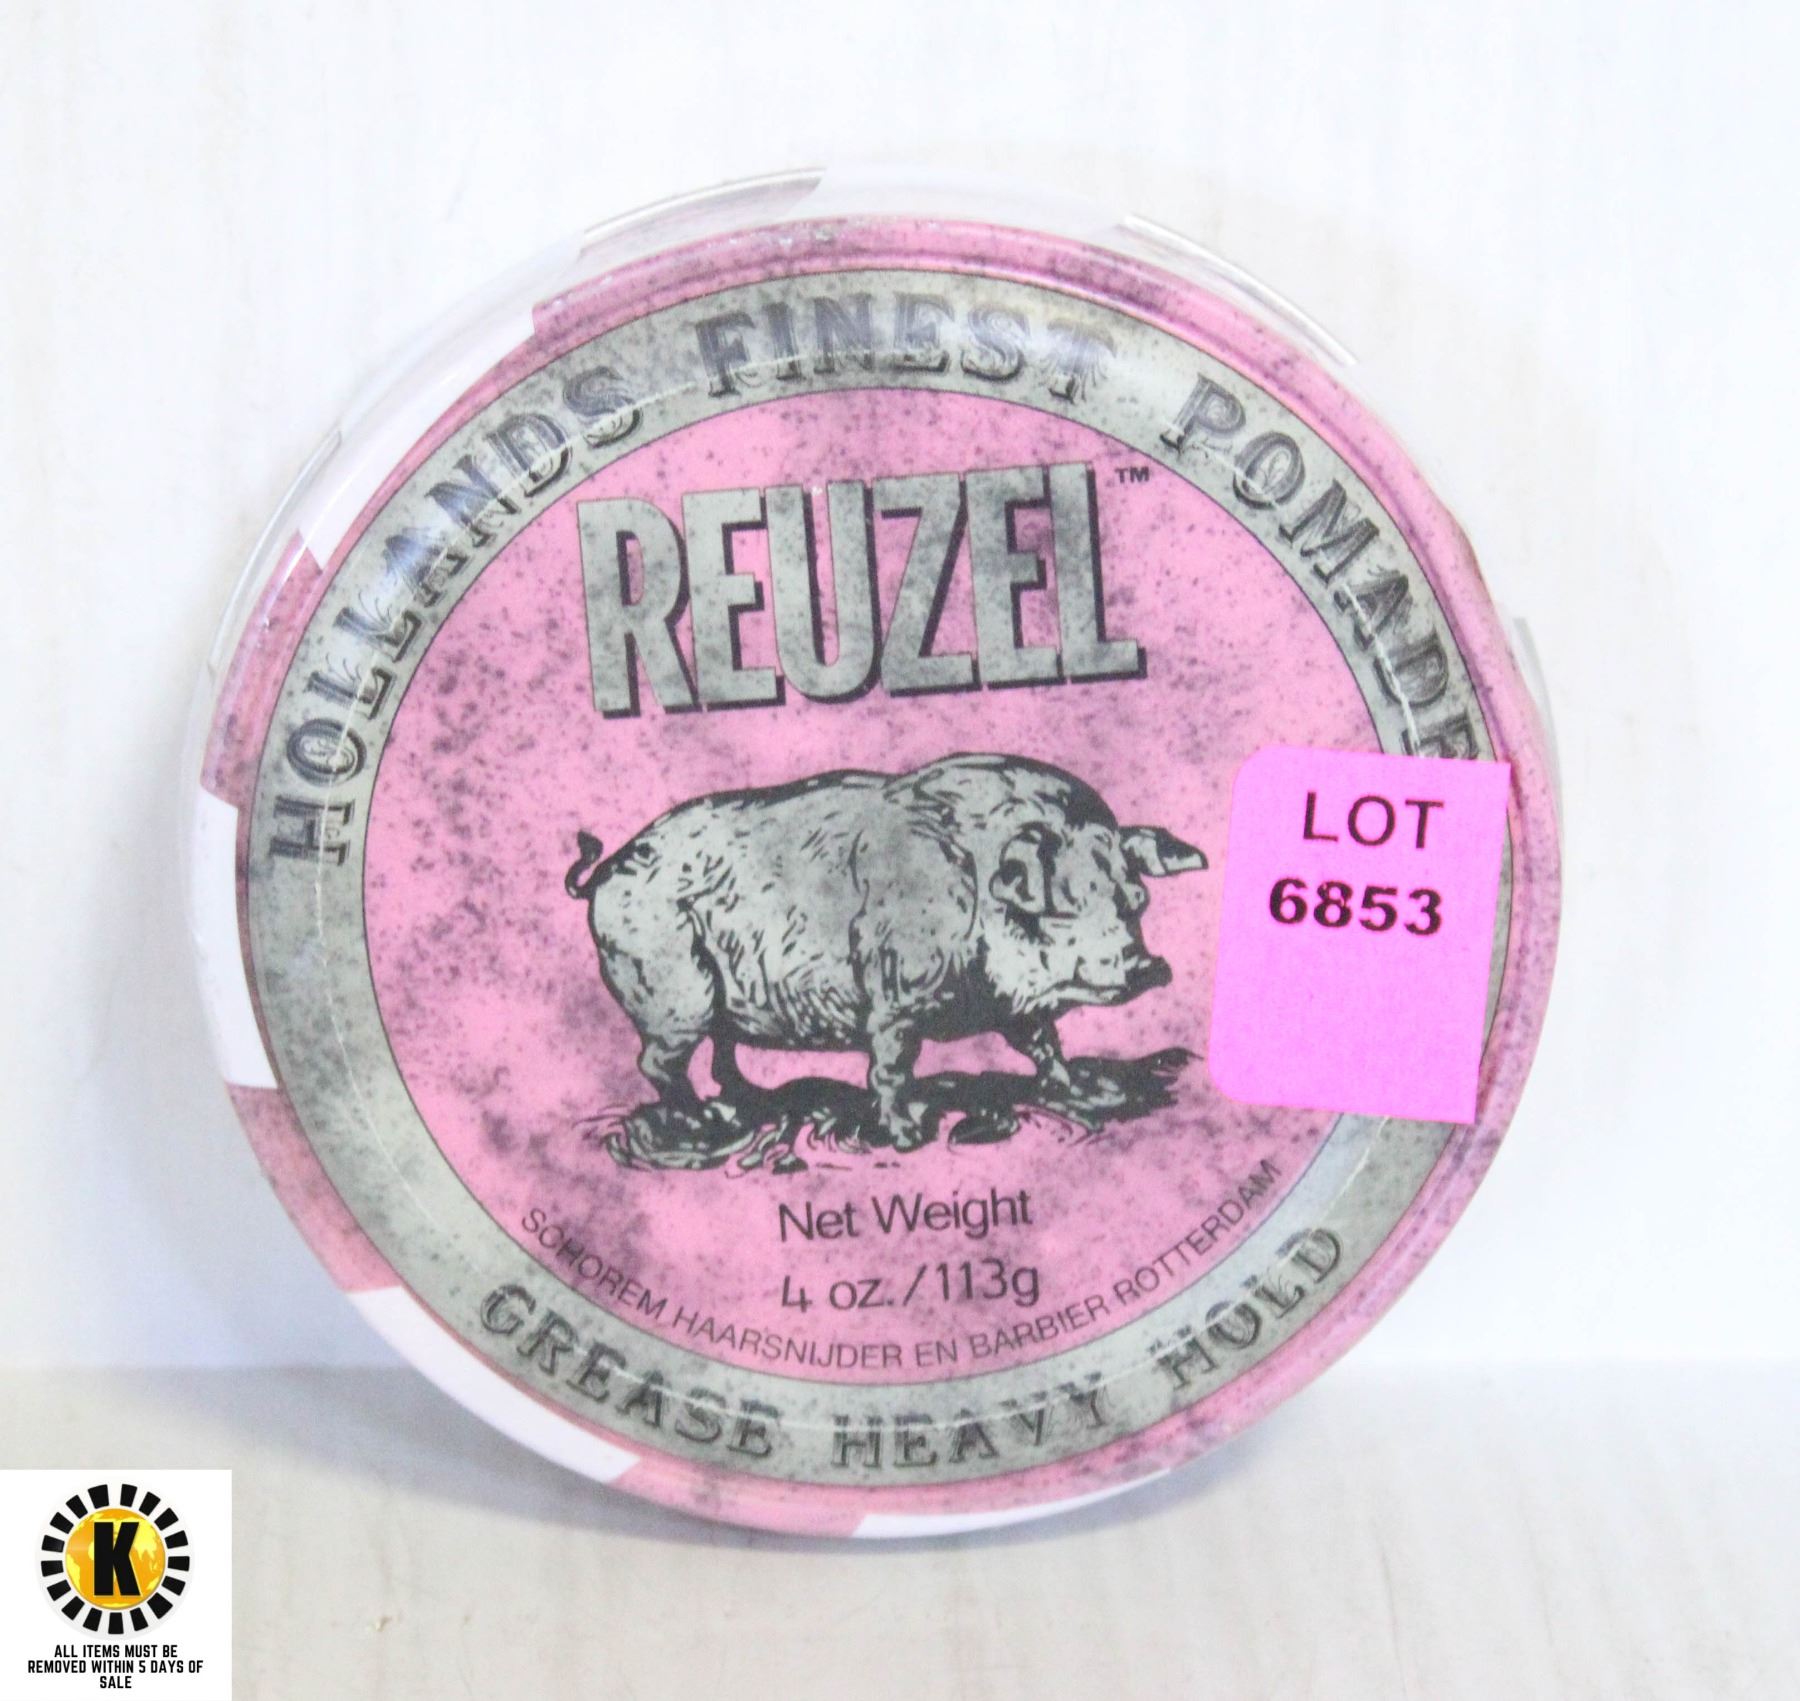 HOLLANDS FINEST POMADE
REUZEL™
LOT
6853
Net Weight
4 oz./113g
SCHOREM HAARSNIJDER EN BARBIER ROTTERDAM
GREASE HEAVY HOLD
K
ALL ITEMS MUST BE
REMOVED WITHIN 5 DAYS OF
SALE